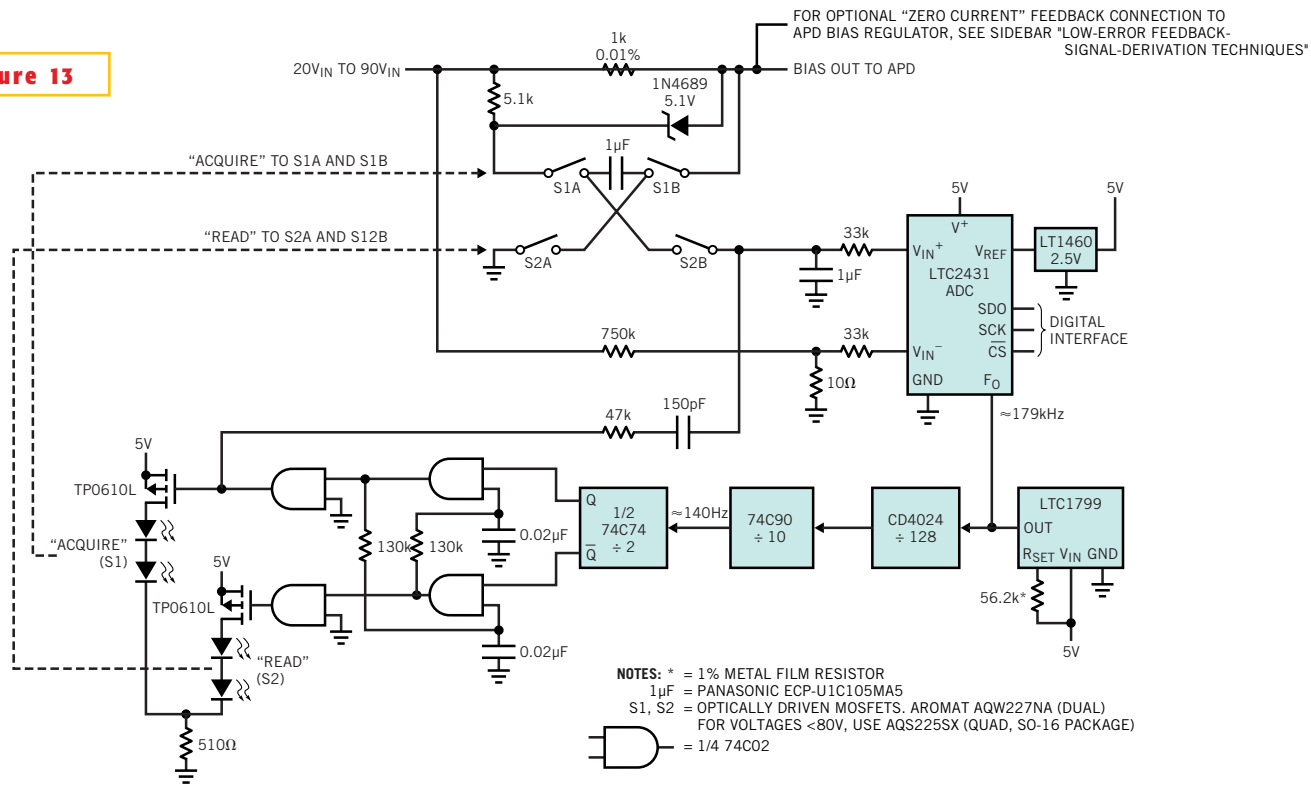 ure 13
FOR OPTIONAL “ZERO CURRENT” FEEDBACK CONNECTION TO
APD BIAS REGULATOR, SEE SIDEBAR "LOW-ERROR FEEDBACK-
SIGNAL-DERIVATION TECHNIQUES"
1k
0.01%
20VIN TO 90VIN
BIAS OUT TO APD
5.1k
1N4689
5.1V
1µF
“ACQUIRE” TO S1A AND S1B
S1A
S1B
“READ” TO S2A AND S12B
S2A
S2B
33k
1µF
5V
5V
V+
VIN+
VREF
LT1460
2.5V
LTC2431
ADC
SDO
SCK
CS
DIGITAL
INTERFACE
VIN–
GND
FO
750k
33k
10Ω
≈179kHz
47k
150pF
5V
TP0610L
“ACQUIRE”
(S1)
130k
130k
0.02µF
Q
1/2
74C74
÷ 2
Q
≈140Hz
74C90
÷ 10
CD4024
÷ 128
LTC1799
OUT
RSET VIN GND
56.2k*
5V
5V
TP0610L
“READ”
(S2)
0.02µF
510Ω
NOTES: * = 1% METAL FILM RESISTOR
1µF = PANASONIC ECP-U1C105MA5
S1, S2 = OPTICALLY DRIVEN MOSFETS. AROMAT AQW227NA (DUAL)
FOR VOLTAGES <80V, USE AQS225SX (QUAD, SO-16 PACKAGE)
= 1/4 74C02